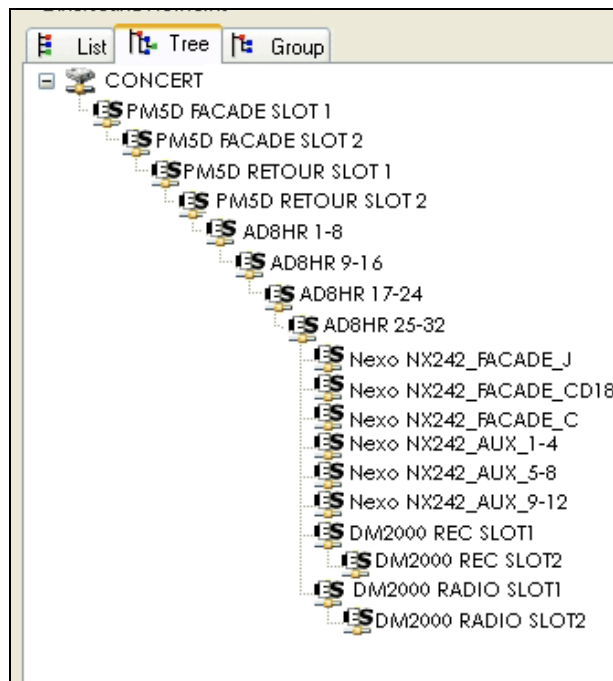 List Tree Group
CONCERT
PM5D FACADE SLOT 1
PM5D FACADE SLOT 2
PM5D RETOUR SLOT 1
PM5D RETOUR SLOT 2
AD8HR 1-8
AD8HR 9-16
AD8HR 17-24
AD8HR 25-32
Nexo NX242_FACADE_J
Nexo NX242_FACADE_CD18
Nexo NX242_FACADE_C
Nexo NX242_AUX_1-4
Nexo NX242_AUX_5-8
Nexo NX242_AUX_9-12
DM2000 REC SLOT1
DM2000 REC SLOT2
DM2000 RADIO SLOT1
DM2000 RADIO SLOT2